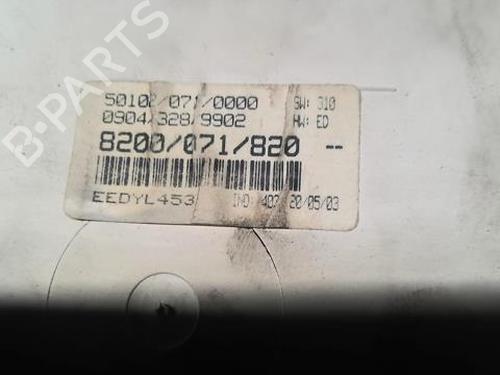 50102/071/0000 SW: 310
0904/328/9902 HW: ED
8200/071/820 --
EEDYL453 IND: 403 20/05/03
B-PARTS